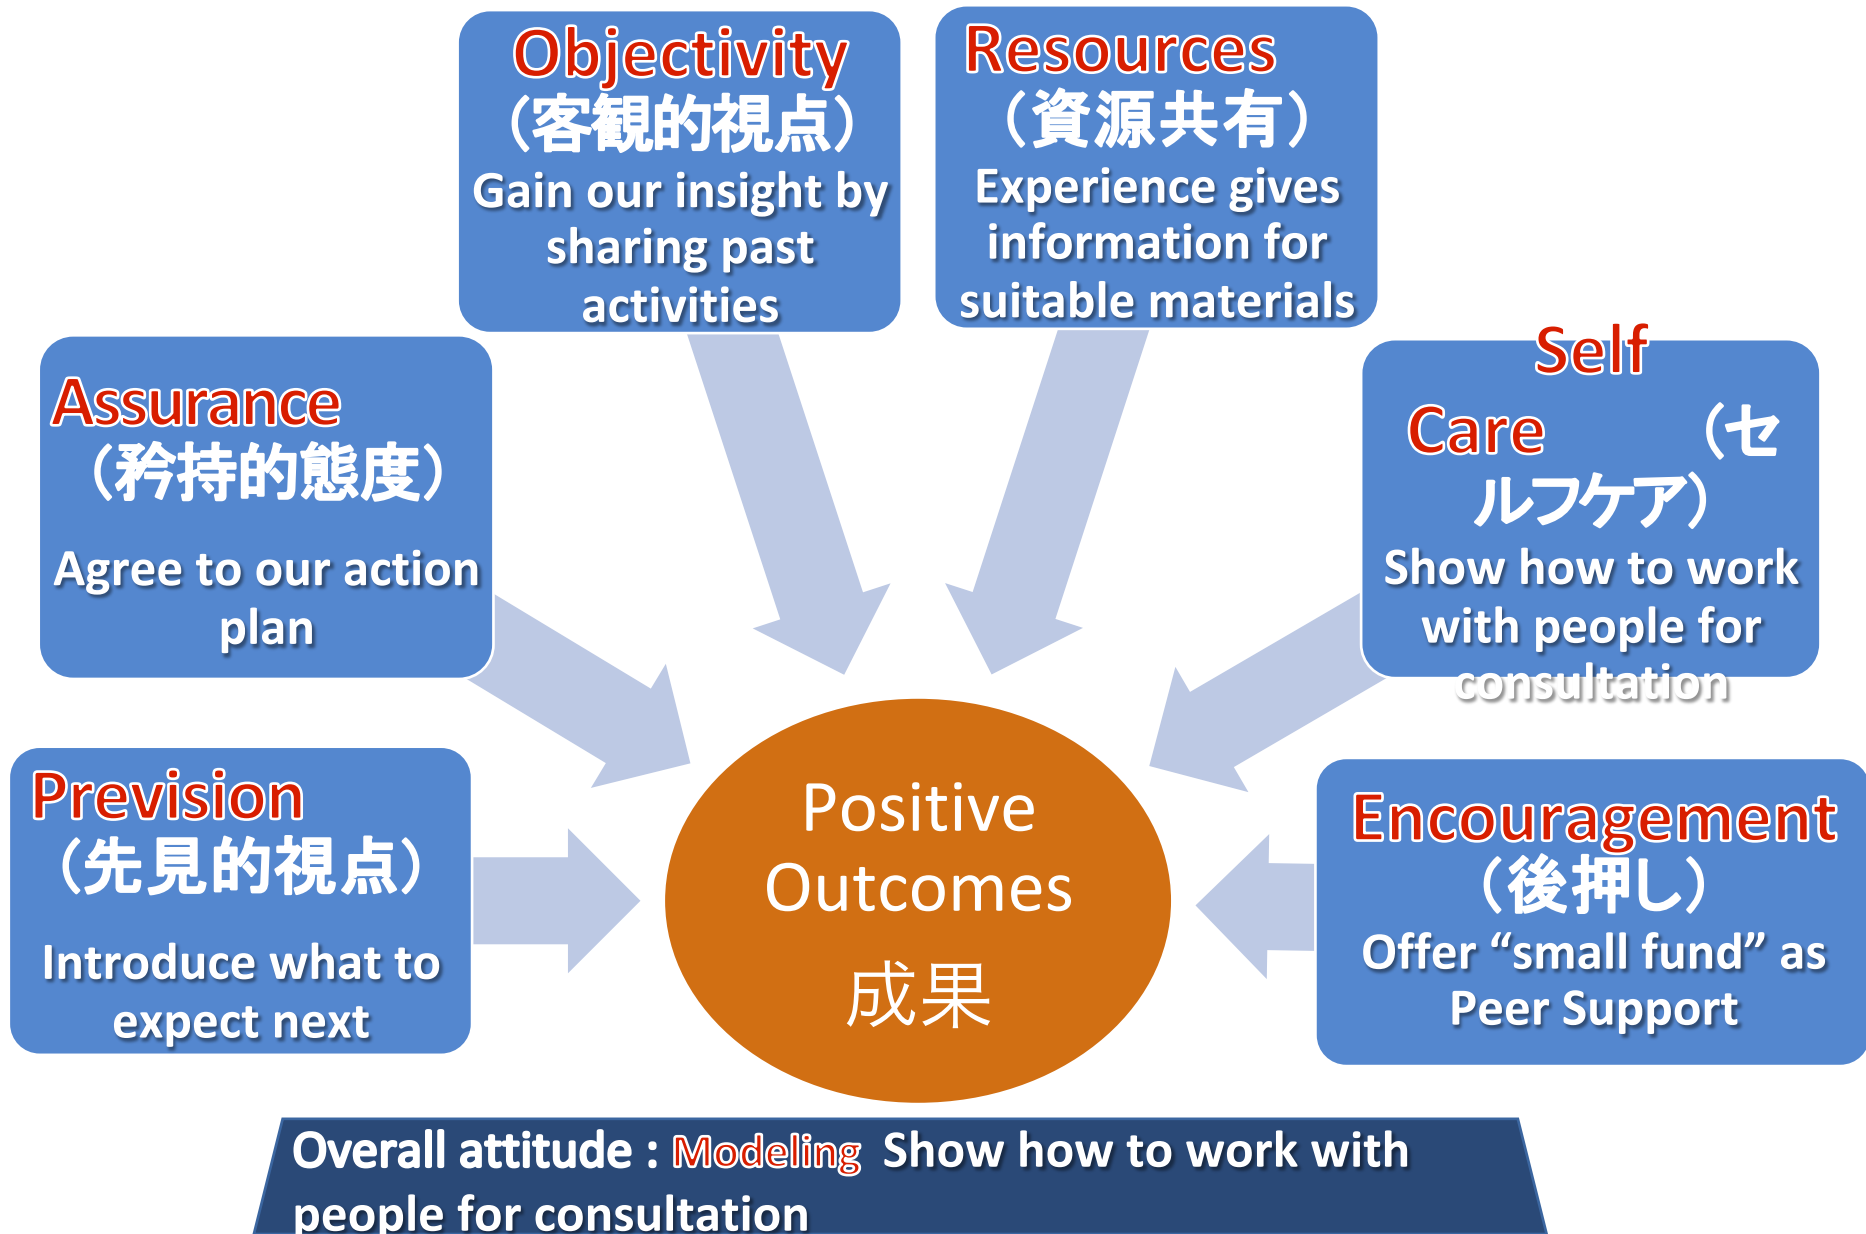 Objectivity
（客観的視点）
Gain our insight by
sharing past
activities
Resources
（資源共有）
Experience gives
information for
suitable materials
Assurance
（矜持的態度）
Agree to our action
plan
Self
Care （セ
ルフケア）
Show how to work
with people for
consultation
Prevision
（先見的視点）
Introduce what to
expect next
Positive
Outcomes
成果
Encouragement
（後押し）
Offer “small fund” as
Peer Support
Overall attitude : Modeling Show how to work with
people for consultation